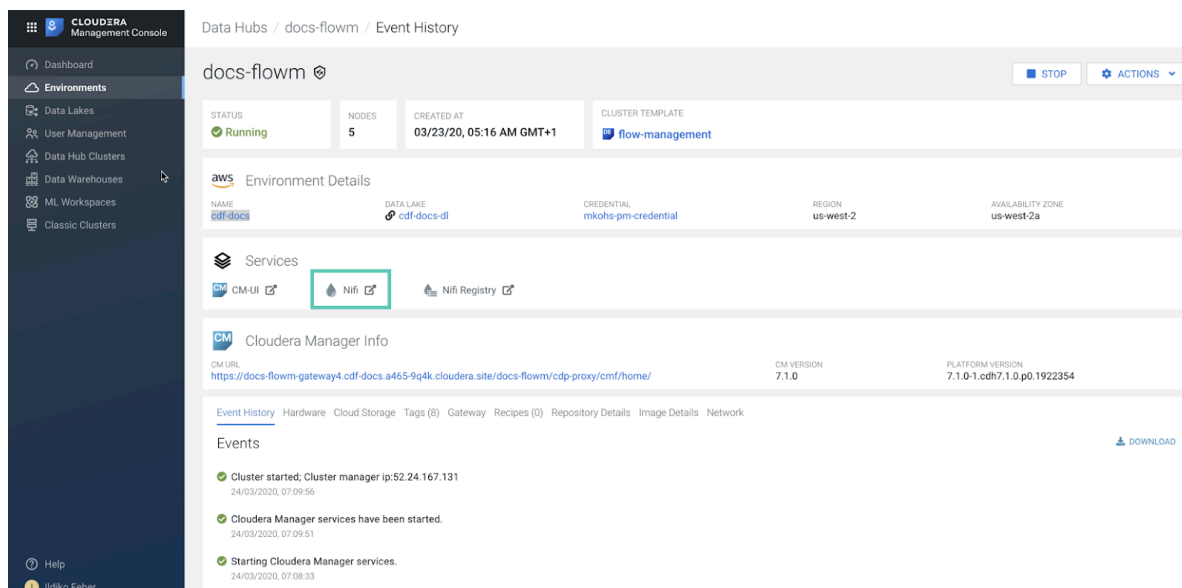 CLOUDERA
Management Console
Dashboard
Environments
Data Lakes
User Management
Data Hub Clusters
Data Warehouses
ML Workspaces
Classic Clusters
Help
Ildiko Feher
Data Hubs / docs-flowm / Event History
docs-flowm
STOP
ACTIONS
STATUS
Running
NODES
5
CREATED AT
03/23/20, 05:16 AM GMT+1
CLUSTER TEMPLATE
DE flow-management
aws Environment Details
NAME
cdf-docs
DATA LAKE
cdf-docs-dl
CREDENTIAL
mkohs-pm-credential
REGION
us-west-2
AVAILABILITY ZONE
us-west-2a
Services
CM CM-UI
Nifi
Nifi Registry
CM Cloudera Manager Info
CM URL
https://docs-flowm-gateway4.cdf-docs.a465-9q4k.cloudera.site/docs-flowm/cdp-proxy/cmf/home/
CM VERSION
7.1.0
PLATFORM VERSION
7.1.0-1.cdh7.1.0.p0.1922354
Event History Hardware Cloud Storage Tags (8) Gateway Recipes (0) Repository Details Image Details Network
Events
DOWNLOAD
Cluster started; Cluster manager ip:52.24.167.131
24/03/2020, 07:09:56
Cloudera Manager services have been started.
24/03/2020, 07:09:51
Starting Cloudera Manager services.
24/03/2020, 07:08:33